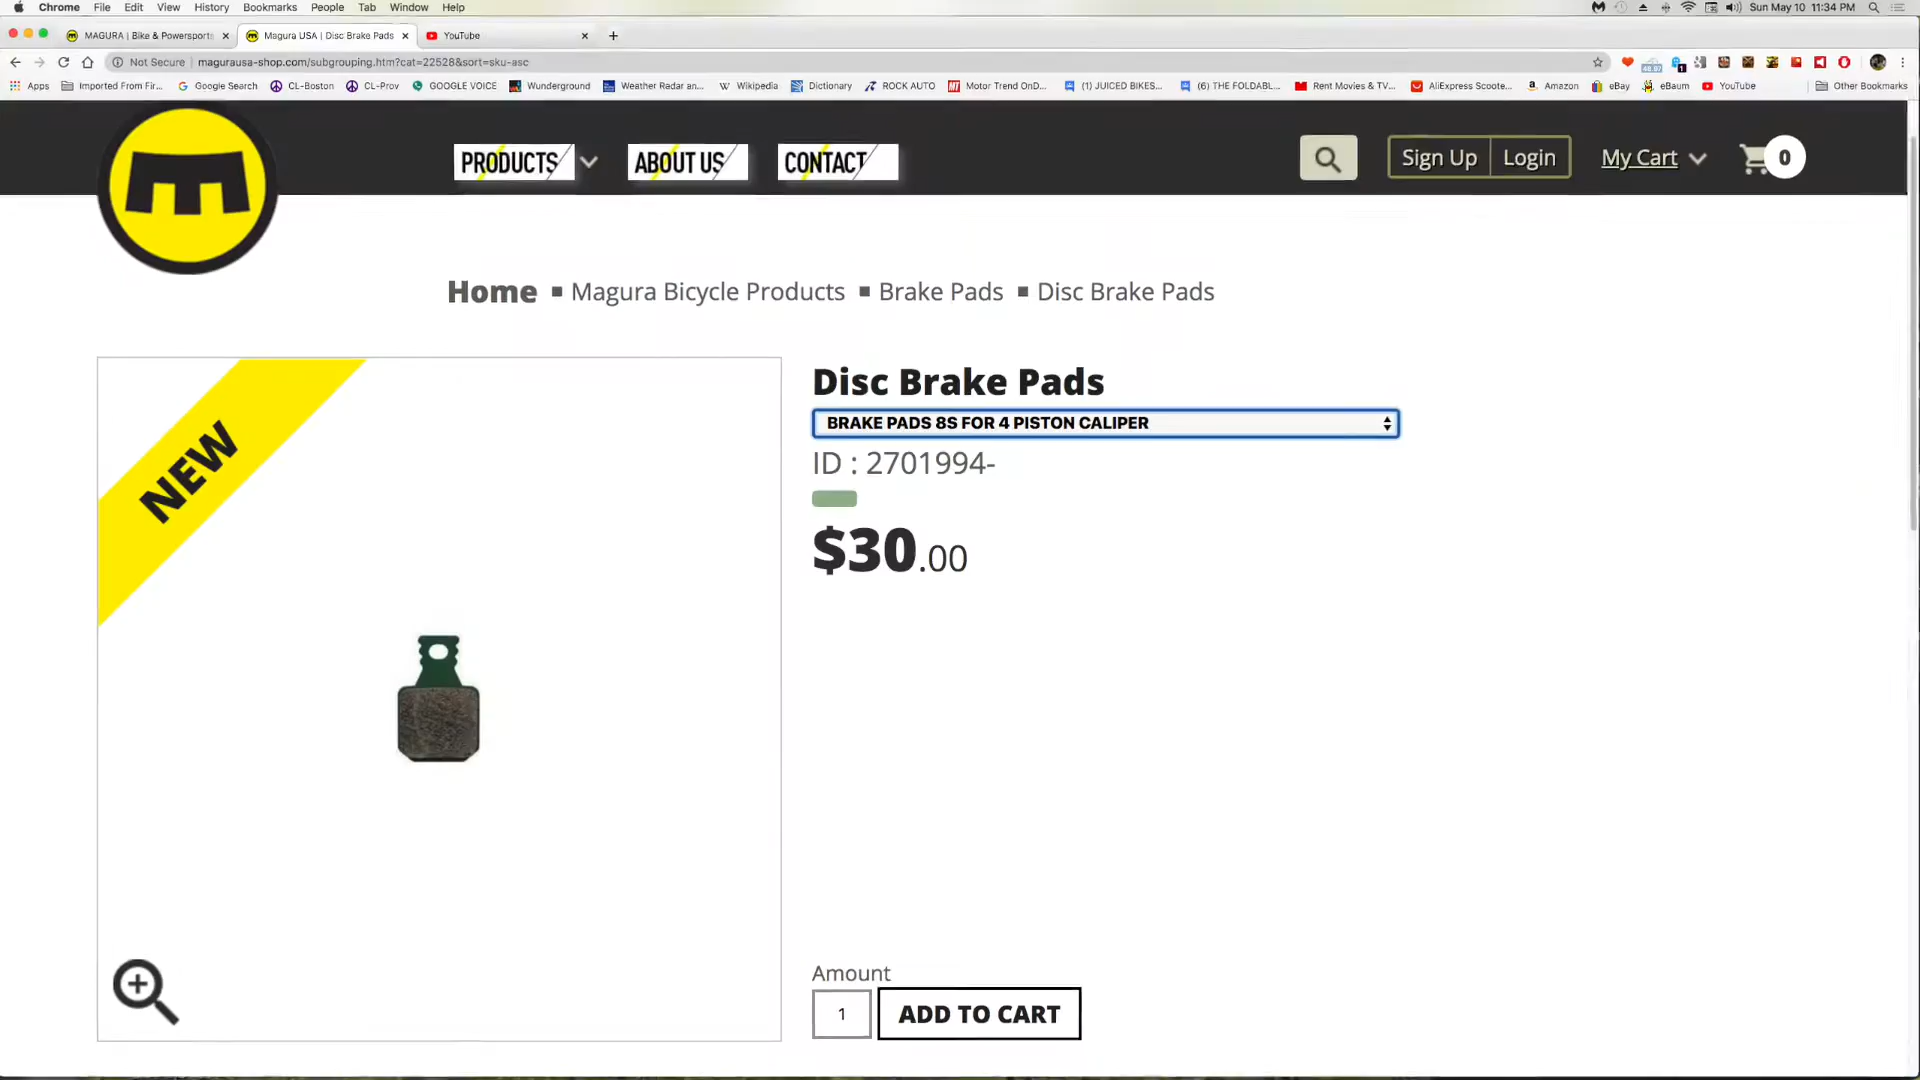 Chrome File Edit View History Bookmarks People Tab Window Help Sun May 10 11:34 PM
MAGURA | Bike & Powersports Magura USA | Disc Brake Pads YouTube
Not Secure magurausa-shop.com/subgrouping.htm?cat=22528&sort=sku-asc
Apps Imported From Fir... Google Search CL-Boston CL-Prov GOOGLE VOICE Wunderground Weather Radar an... Wikipedia Dictionary ROCK AUTO Motor Trend OnD... (1) JUICED BIKES... (6) THE FOLDABL... Rent Movies & TV... AliExpress Scoote... Amazon eBay eBaum YouTube Other Bookmarks
PRODUCTS ABOUT US CONTACT Sign Up Login My Cart 0
Home Magura Bicycle Products Brake Pads Disc Brake Pads
NEW
Disc Brake Pads
BRAKE PADS 8S FOR 4 PISTON CALIPER
ID : 2701994-
$30.00
Amount
1 ADD TO CART